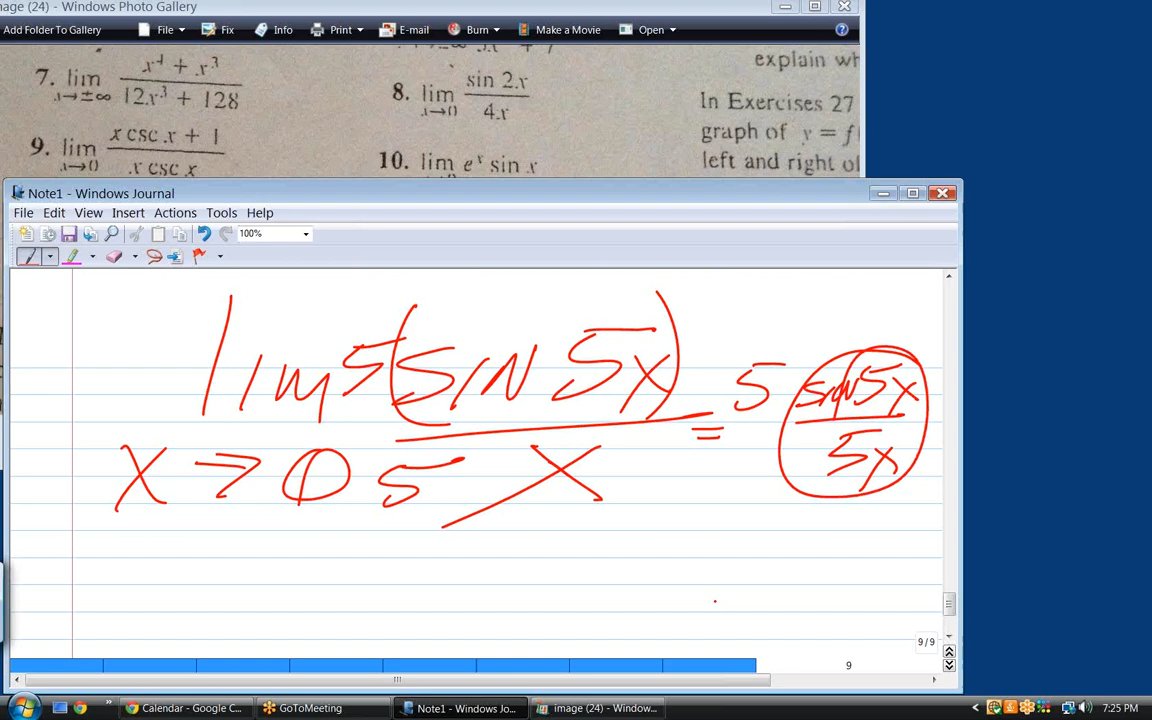 mage (24) - Windows Photo Gallery
Add Folder To Gallery File Fix Info Print E-mail Burn Make a Movie Open
7. lim x→±∞ x⁴ + x³ / 12x³ + 128
8. lim x→0 sin 2x / 4x
9. lim x→0 x csc x + 1 / x csc x
10. lim eˣ sin x
explain wh
In Exercises 27
graph of y = f
left and right of
Note1 - Windows Journal
File Edit View Insert Actions Tools Help
100%
lim 5(sin 5x) = 5 sin 5x
x → 0 5 x 5x
9/9
9
Calendar - Google C... GoToMeeting Note1 - Windows Jo... image (24) - Window... 7:25 PM